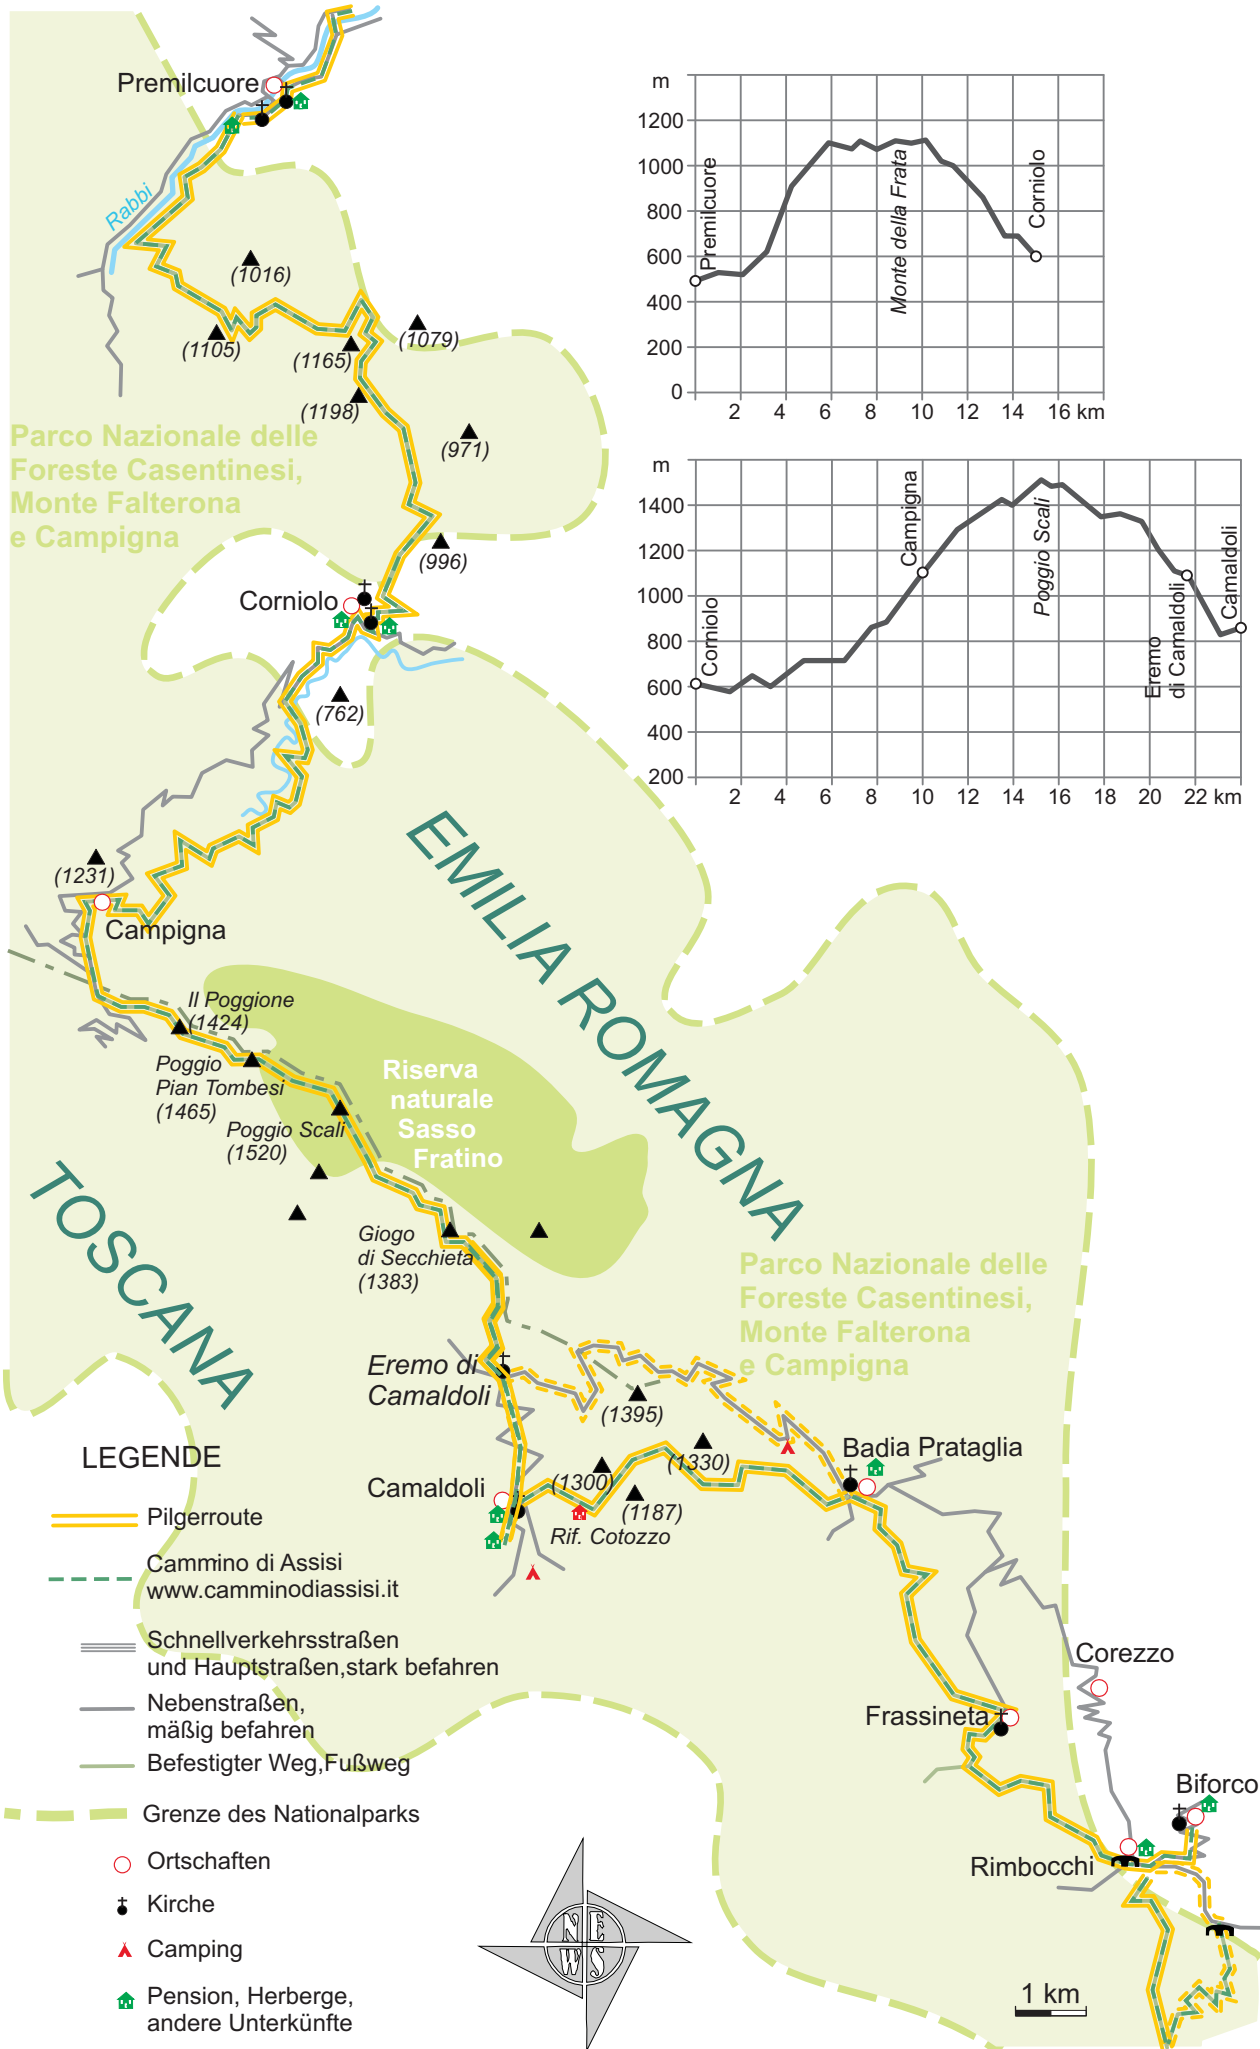 Premilcuore
Rabbi
(1016)
(1105)
(1165)
(1079)
(1198)
(971)
Parco Nazionale delle
Foreste Casentinesi,
Monte Falterona
e Campigna
(996)
Corniolo
(762)
(1231)
Campigna
m
1200
1000
800
600
400
200
0
2
4
6
8
10
12
14
16 km
Premilcuore
Monte della Frata
Corniolo
m
1400
1200
1000
800
600
400
200
2
4
6
8
10
12
14
16
18
20
22 km
Corniolo
Campigna
Poggio Scali
Eremo
di Camaldoli
Camaldoli
EMILIA ROMAGNA
TOSCANA
Il Poggione
(1424)
Poggio
Pian Tombesi
(1465)
Poggio Scali
(1520)
Riserva
naturale
Sasso
Fratino
Giogo
di Secchieta
(1383)
Parco Nazionale delle
Foreste Casentinesi,
Monte Falterona
e Campigna
Eremo di
Camaldoli
(1395)
(1330)
Badia Prataglia
Camaldoli
(1300)
(1187)
Rif. Cotozzo
Corezzo
Frassineta
Biforco
Rimbocchi
LEGENDE
Pilgerroute
Cammino di Assisi
www.camminodiassisi.it
Schnellverkehrsstraßen
und Hauptstraßen,stark befahren
Nebenstraßen,
mäßig befahren
Befestigter Weg,Fußweg
Grenze des Nationalparks
Ortschaften
Kirche
Camping
Pension, Herberge,
andere Unterkünfte
N E
W S
1 km